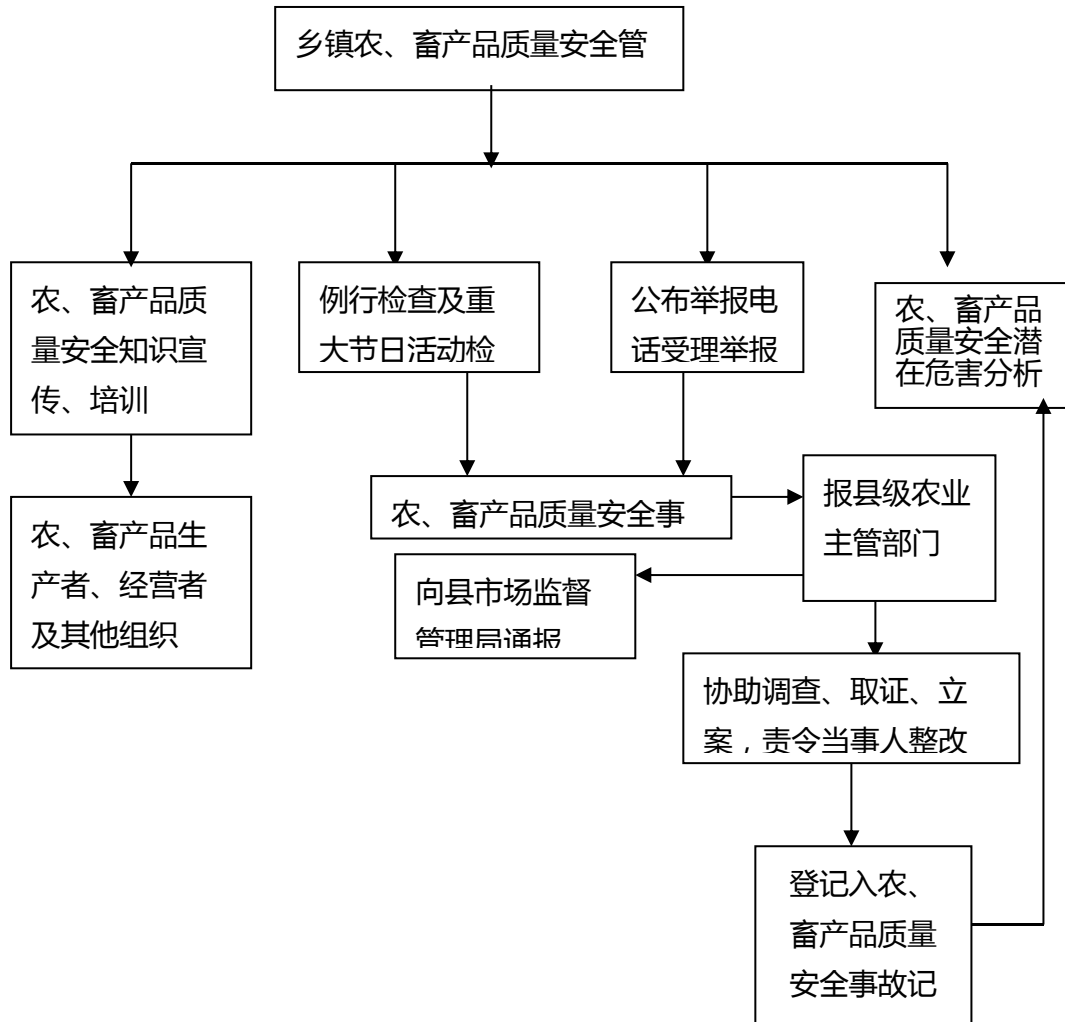 乡镇农、畜产品质量安全管
农、畜产品质
量安全知识宣
传、培训
例行检查及重
大节日活动检
公布举报电
话受理举报
农、畜产品
质量安全潜
在危害分析
农、畜产品生
产者、经营者
及其他组织
农、畜产品质量安全事
报县级农业
主管部门
向县市场监督
管理局通报
协助调查、取证、立
案，责令当事人整改
登记入农、
畜产品质量
安全事故记